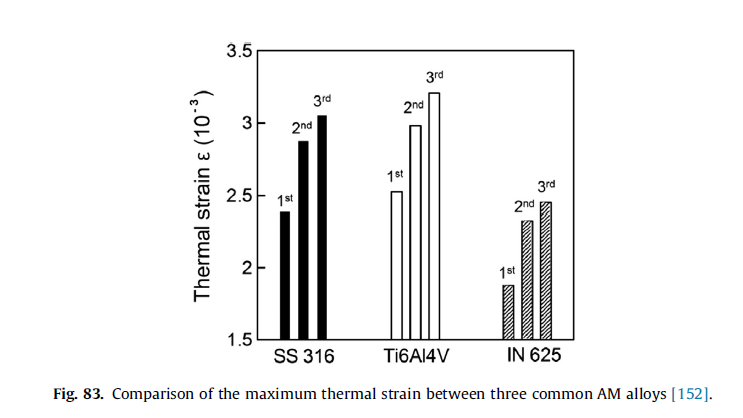 3.5
3
2.5
2
1.5
Thermal strain ε (10⁻³)
1st
2nd
3rd
1st
2nd
3rd
1st
2nd
3rd
SS 316
Ti6Al4V
IN 625
Fig. 83. Comparison of the maximum thermal strain between three common AM alloys [152].